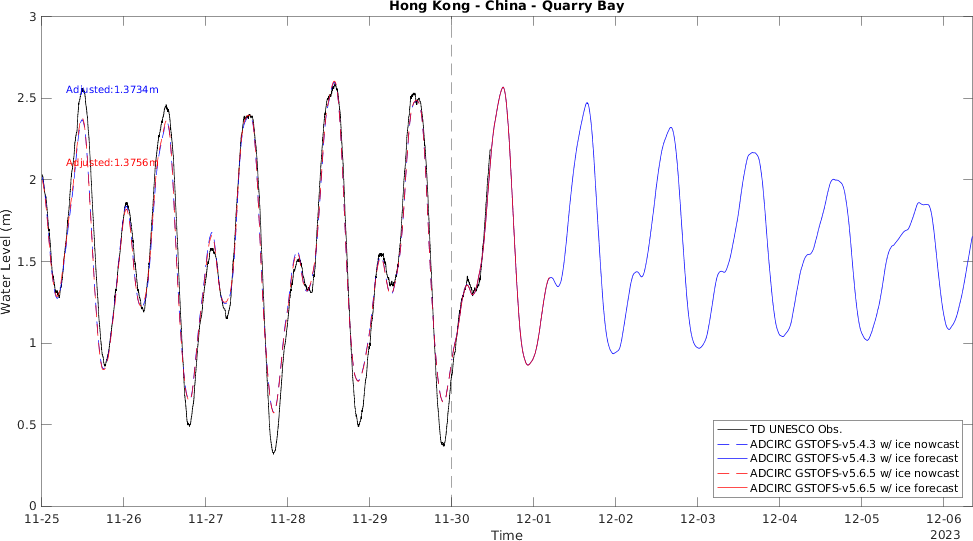 Hong Kong - China - Quarry Bay
3
2.5
2
1.5
1
0.5
0
Water Level (m)
Adjusted:1.3734m
Adjusted:1.3756m
TD UNESCO Obs.
ADCIRC GSTOFS-v5.4.3 w/ ice nowcast
ADCIRC GSTOFS-v5.4.3 w/ ice forecast
ADCIRC GSTOFS-v5.6.5 w/ ice nowcast
ADCIRC GSTOFS-v5.6.5 w/ ice forecast
11-25 11-26 11-27 11-28 11-29 11-30 12-01 12-02 12-03 12-04 12-05 12-06
2023
Time